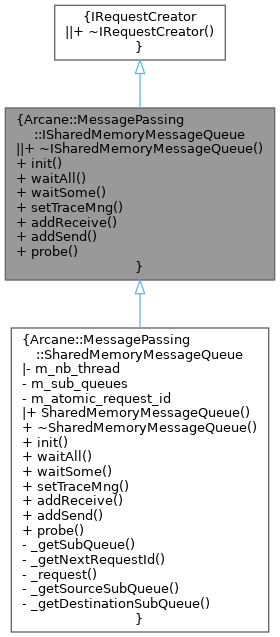 {IRequestCreator
||+ ~IRequestCreator()
}
{Arcane::MessagePassing
::ISharedMemoryMessageQueue
||+ ~ISharedMemoryMessageQueue()
+ init()
+ waitAll()
+ waitSome()
+ setTraceMng()
+ addReceive()
+ addSend()
+ probe()
}
{Arcane::MessagePassing
::SharedMemoryMessageQueue
|- m_nb_thread
- m_sub_queues
- m_atomic_request_id
|+ SharedMemoryMessageQueue()
+ ~SharedMemoryMessageQueue()
+ init()
+ waitAll()
+ waitSome()
+ setTraceMng()
+ addReceive()
+ addSend()
+ probe()
- _getSubQueue()
- _getNextRequestId()
- _request()
- _getSourceSubQueue()
- _getDestinationSubQueue()
}